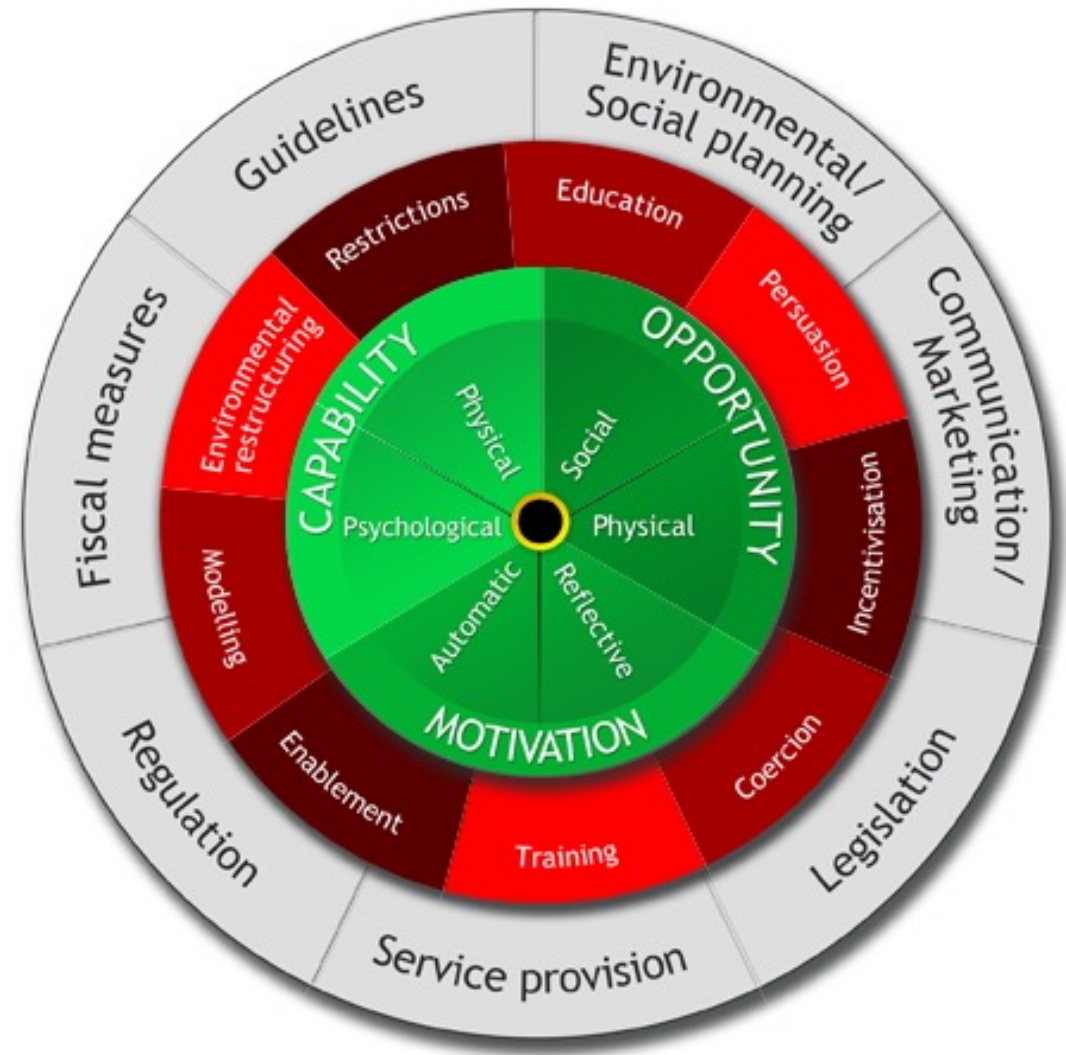 Guidelines
Environmental/
Social planning
Communication/
Marketing
Legislation
Service provision
Regulation
Fiscal measures
Restrictions
Education
Persuasion
Incentivisation
Coercion
Training
Enablement
Modelling
Environmental
restructuring
CAPABILITY
OPPORTUNITY
MOTIVATION
Physical
Social
Physical
Reflective
Automatic
Psychological